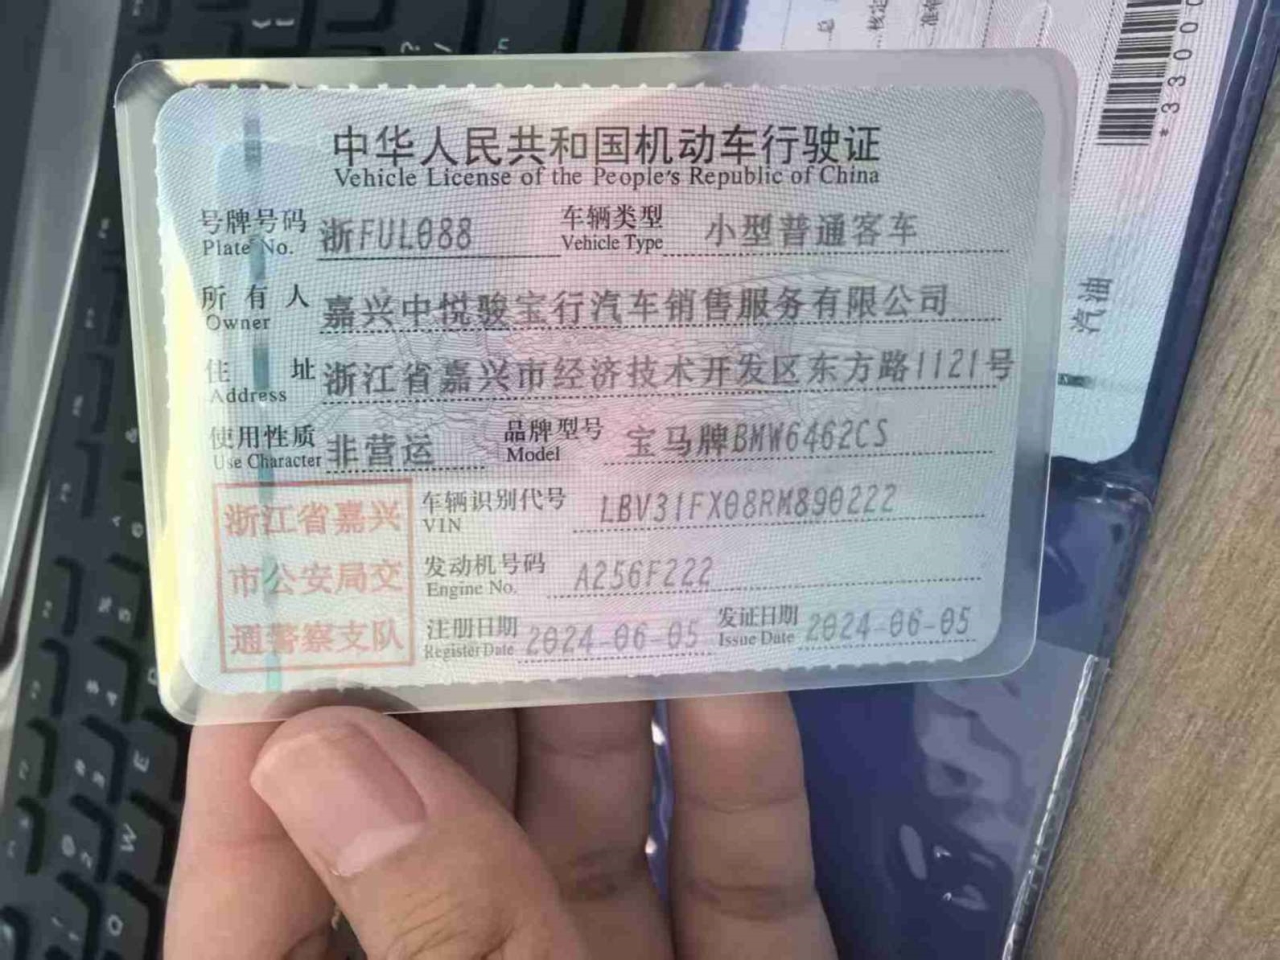 中华人民共和国机动车行驶证
Vehicle License of the People's Republic of China
号牌号码 浙FUL088 车辆类型 小型普通客车
Plate No. Vehicle Type
所有人 嘉兴中悦骏宝行汽车销售服务有限公司
Owner
住址 浙江省嘉兴市经济技术开发区东方路1121号
Address
使用性质 非营运 品牌型号 宝马牌BMW6462CS
Use Character Model
浙江省嘉兴
市公安局交
通警察支队
车辆识别代号 LBV31FX08RM890222
VIN
发动机号码 A256F222
Engine No.
注册日期 2024-06-05 发证日期 2024-06-05
Register Date Issue Date
汽油